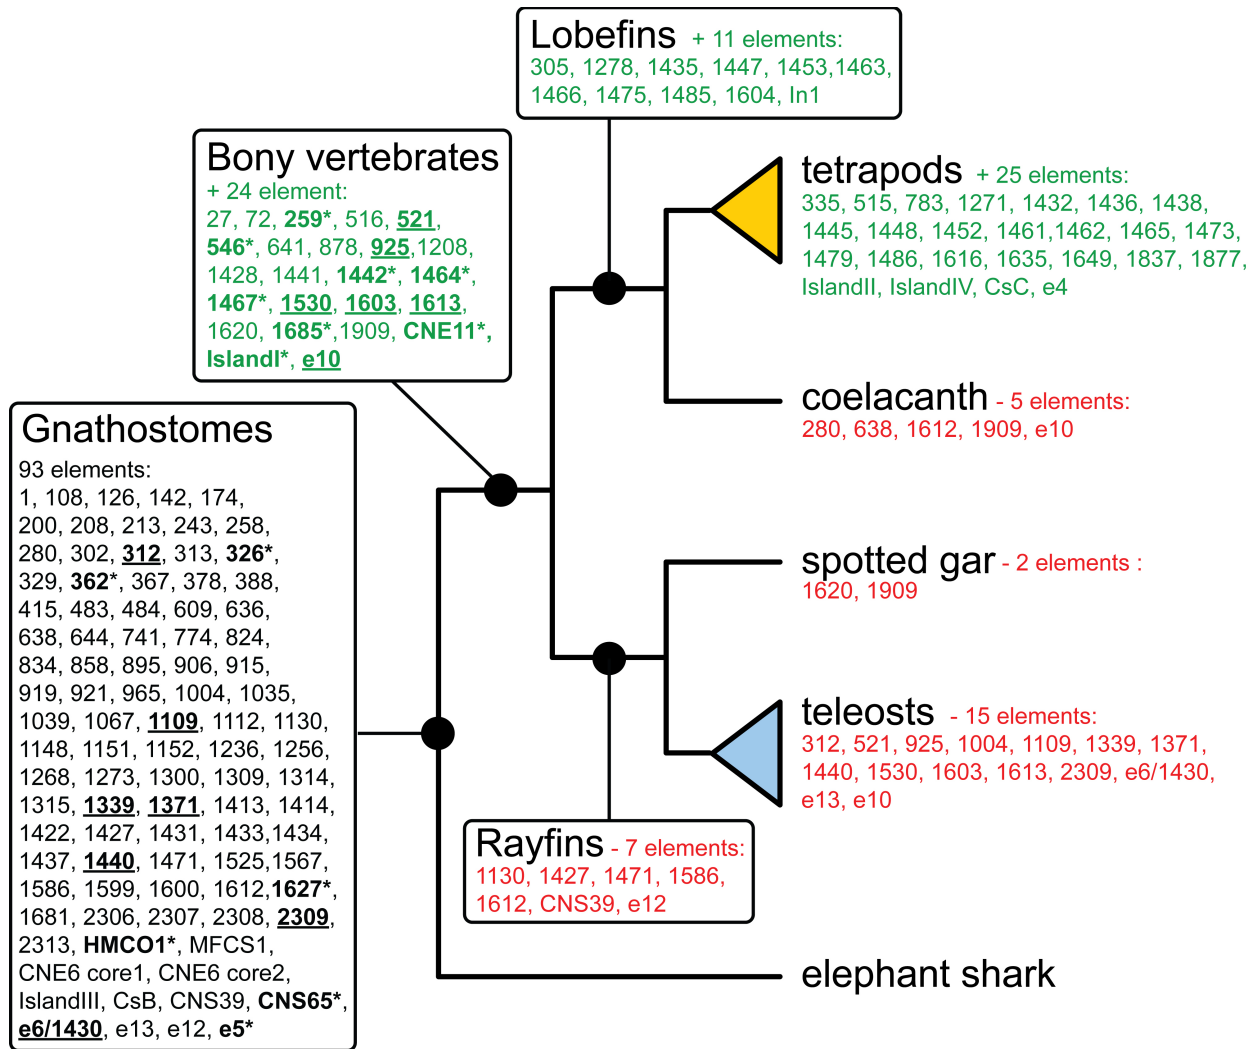 Lobefins + 11 elements:
305, 1278, 1435, 1447, 1453,1463,
1466, 1475, 1485, 1604, In1
Bony vertebrates
+ 24 element:
27, 72, 259*, 516, 521,
546*, 641, 878, 925,1208,
1428, 1441, 1442*, 1464*,
1467*, 1530, 1603, 1613,
1620, 1685*,1909, CNE11*,
IslandI*, e10
tetrapods + 25 elements:
335, 515, 783, 1271, 1432, 1436, 1438,
1445, 1448, 1452, 1461,1462, 1465, 1473,
1479, 1486, 1616, 1635, 1649, 1837, 1877,
IslandII, IslandIV, CsC, e4
coelacanth - 5 elements:
280, 638, 1612, 1909, e10
Gnathostomes
93 elements:
1, 108, 126, 142, 174,
200, 208, 213, 243, 258,
280, 302, 312, 313, 326*,
329, 362*, 367, 378, 388,
415, 483, 484, 609, 636,
638, 644, 741, 774, 824,
834, 858, 895, 906, 915,
919, 921, 965, 1004, 1035,
1039, 1067, 1109, 1112, 1130,
1148, 1151, 1152, 1236, 1256,
1268, 1273, 1300, 1309, 1314,
1315, 1339, 1371, 1413, 1414,
1422, 1427, 1431, 1433,1434,
1437, 1440, 1471, 1525,1567,
1586, 1599, 1600, 1612,1627*,
1681, 2306, 2307, 2308, 2309,
2313, HMCO1*, MFCS1,
CNE6 core1, CNE6 core2,
IslandIII, CsB, CNS39, CNS65*,
e6/1430, e13, e12, e5*
spotted gar - 2 elements :
1620, 1909
teleosts - 15 elements:
312, 521, 925, 1004, 1109, 1339, 1371,
1440, 1530, 1603, 1613, 2309, e6/1430,
e13, e10
Rayfins - 7 elements:
1130, 1427, 1471, 1586,
1612, CNS39, e12
elephant shark